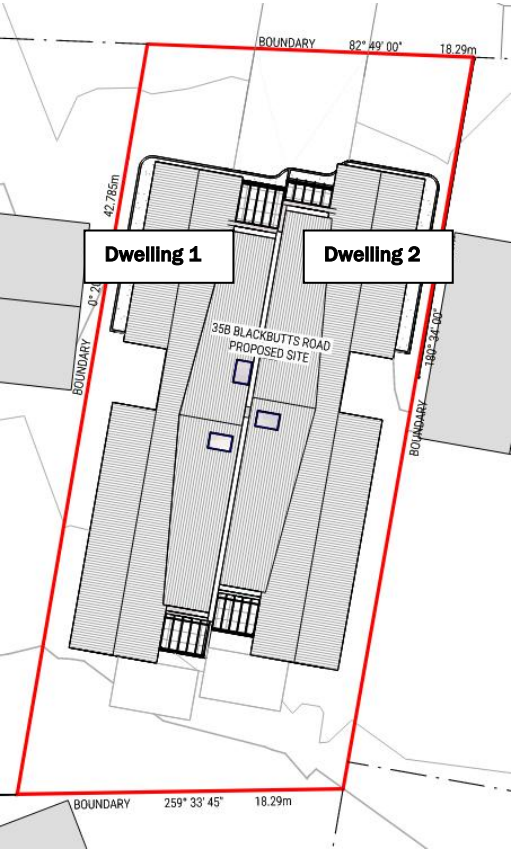 BOUNDARY 82° 49' 00" 18.29m
42.785m
Dwelling 1
Dwelling 2
35B BLACKBUTTS ROAD
PROPOSED SITE
180° 34' 00"
BOUNDARY
BOUNDARY
BOUNDARY 259° 33' 45" 18.29m